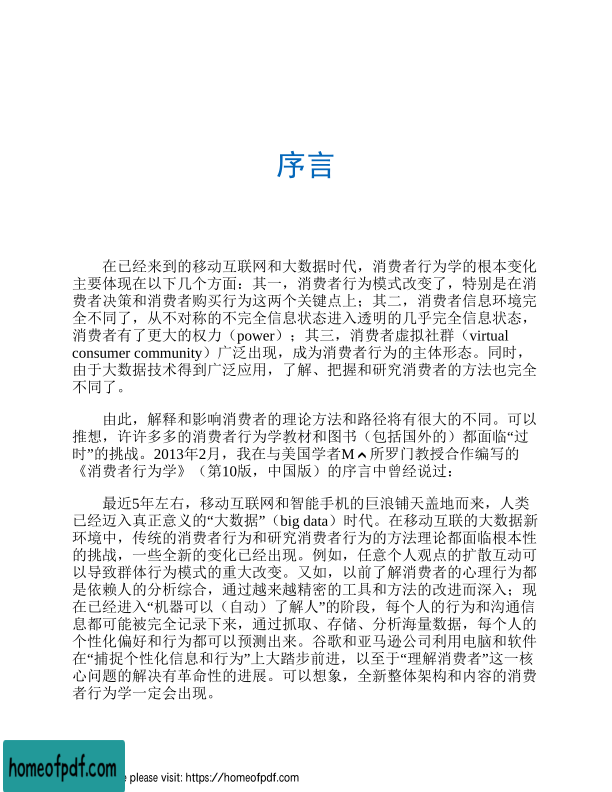 序言
在已经来到的移动互联网和大数据时代，消费者行为学的根本变化
主要体现在以下几个方面：其一，消费者行为模式改变了，特别是在消
费者决策和消费者购买行为这两个关键点上；其二，消费者信息环境完
全不同了，从不对称的不完全信息状态进入透明的几乎完全信息状态，
消费者有了更大的权力（power）；其三，消费者虚拟社群（virtual
consumer community）广泛出现，成为消费者行为的主体形态。同时，
由于大数据技术得到广泛应用，了解、把握和研究消费者的方法也完全
不同了。
由此，解释和影响消费者的理论方法和路径将有很大的不同。可以
推想，许许多多的消费者行为学教材和图书（包括国外的）都面临“过
时”的挑战。2013年2月，我在与美国学者M^所罗门教授合作编写的
《消费者行为学》（第10版，中国版）的序言中曾经说过：
最近5年左右，移动互联网和智能手机的巨浪铺天盖地而来，人类
已经迈入真正意义的“大数据”（big data）时代。在移动互联的大数据新
环境中，传统的消费者行为和研究消费者行为的方法理论都面临根本性
的挑战，一些全新的变化已经出现。例如，任意个人观点的扩散互动可
以导致群体行为模式的重大改变。又如，以前了解消费者的心理行为都
是依赖人的分析综合，通过越来越精密的工具和方法的改进而深入；现
在已经进入“机器可以（自动）了解人”的阶段，每个人的行为和沟通信
息都可能被完全记录下来，通过抓取、存储、分析海量数据，每个人的
个性化偏好和行为都可以预测出来。谷歌和亚马逊公司利用电脑和软件
在“捕捉个性化信息和行为”上大踏步前进，以至于“理解消费者”这一核
心问题的解决有革命性的进展。可以想象，全新整体架构和内容的消费
者行为学一定会出现。
homeofpdf.com
e please visit: https://homeofpdf.com